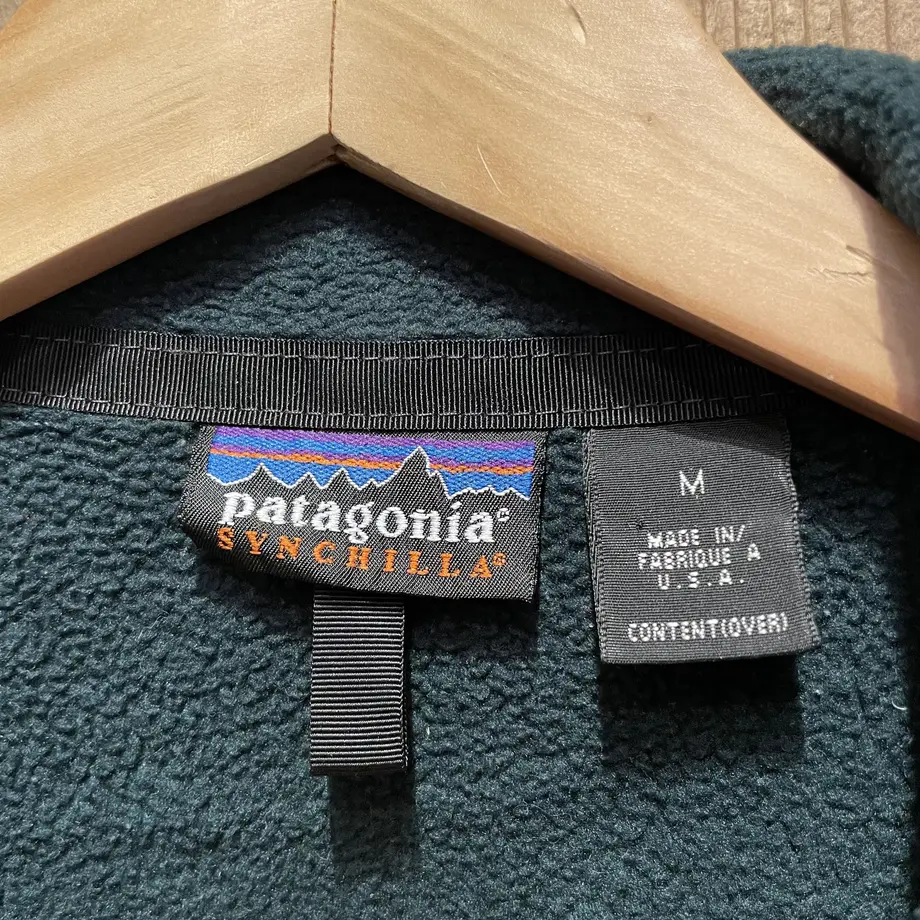 patagonia®
SYNCHILLA®
M
MADE IN/
FABRIQUE A
U.S.A.
CONTENT(OVER)